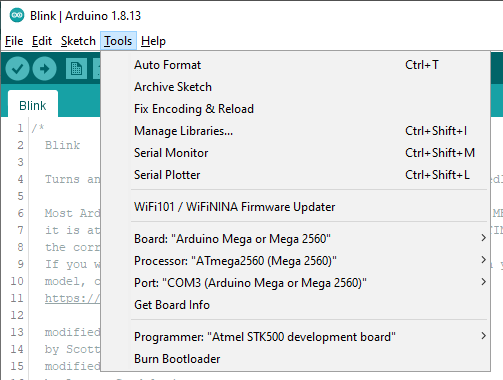 Blink | Arduino 1.8.13
File Edit Sketch Tools Help
Auto Format Ctrl+T
Archive Sketch
Fix Encoding & Reload
Manage Libraries... Ctrl+Shift+I
Serial Monitor Ctrl+Shift+M
Serial Plotter Ctrl+Shift+L
WiFi101 / WiFiNINA Firmware Updater
Board: "Arduino Mega or Mega 2560"
Processor: "ATmega2560 (Mega 2560)"
Port: "COM3 (Arduino Mega or Mega 2560)"
Get Board Info
Programmer: "Atmel STK500 development board"
Burn Bootloader
Blink
1 /*
2 Blink
3
4 Turns an
5
6 Most Ard
7 it is at
8 the corr
9 If you w
10 model, c
11 https://
12
13 modified
14 by Scott
15 modified